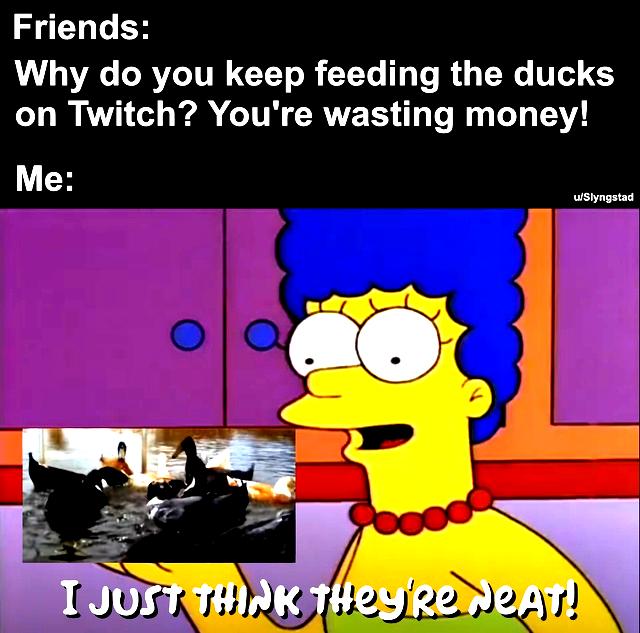 Friends:
Why do you keep feeding the ducks
on Twitch? You're wasting money!
Me:
u/Slyngstad
I JUST THINK THEY'RE NEAT!